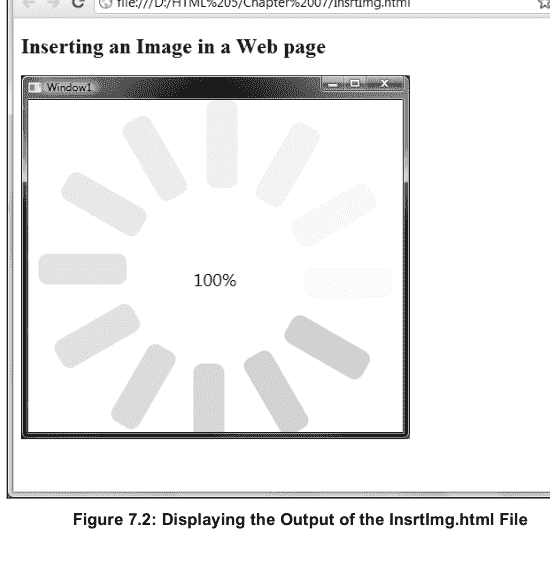 file:///D:/HTML%205/Chapter%2007/InsrtImg.html
Inserting an Image in a Web page
Window1
100%
Figure 7.2: Displaying the Output of the InsrtImg.html File